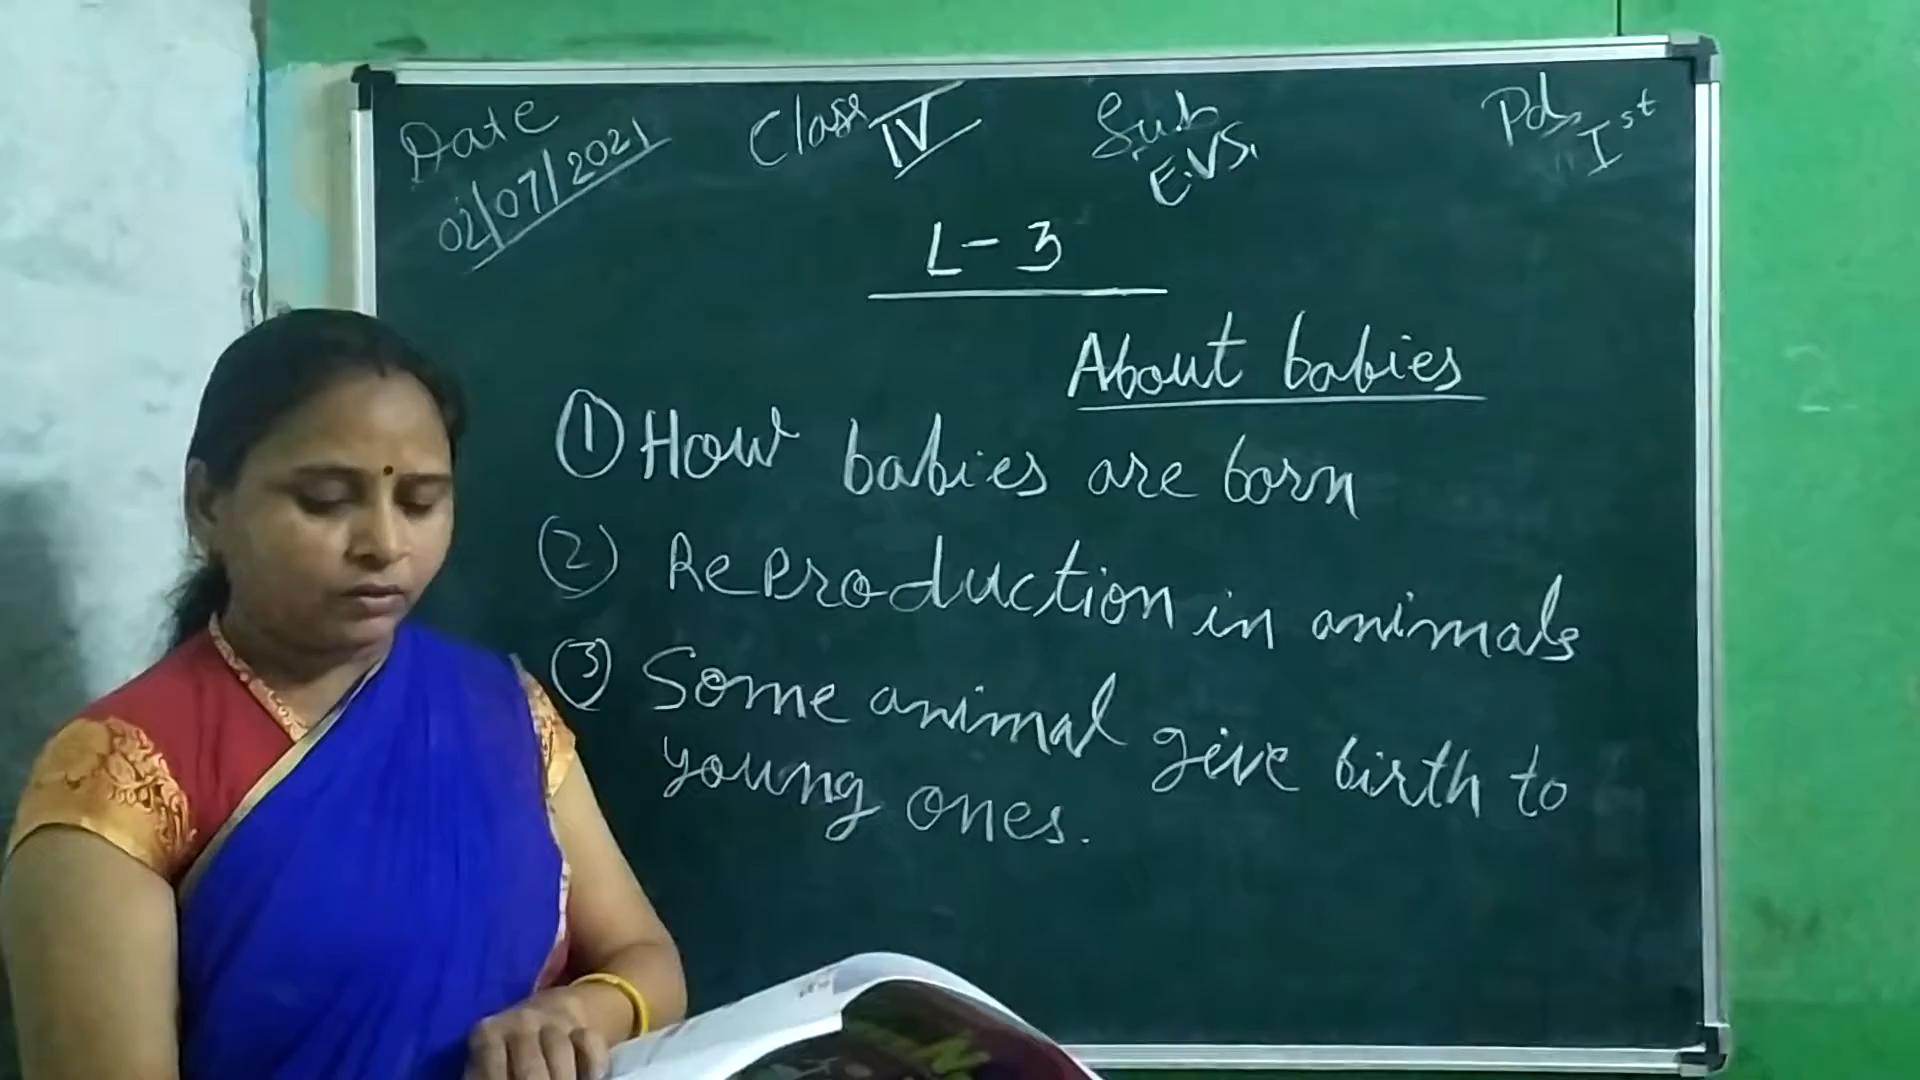 Date
02/07/2021
Class IV
Sub
E.VS.
Pd. Ist
L-3
About babies
① How babies are born
② Reproduction in animals
③ Some animal give birth to
young ones.